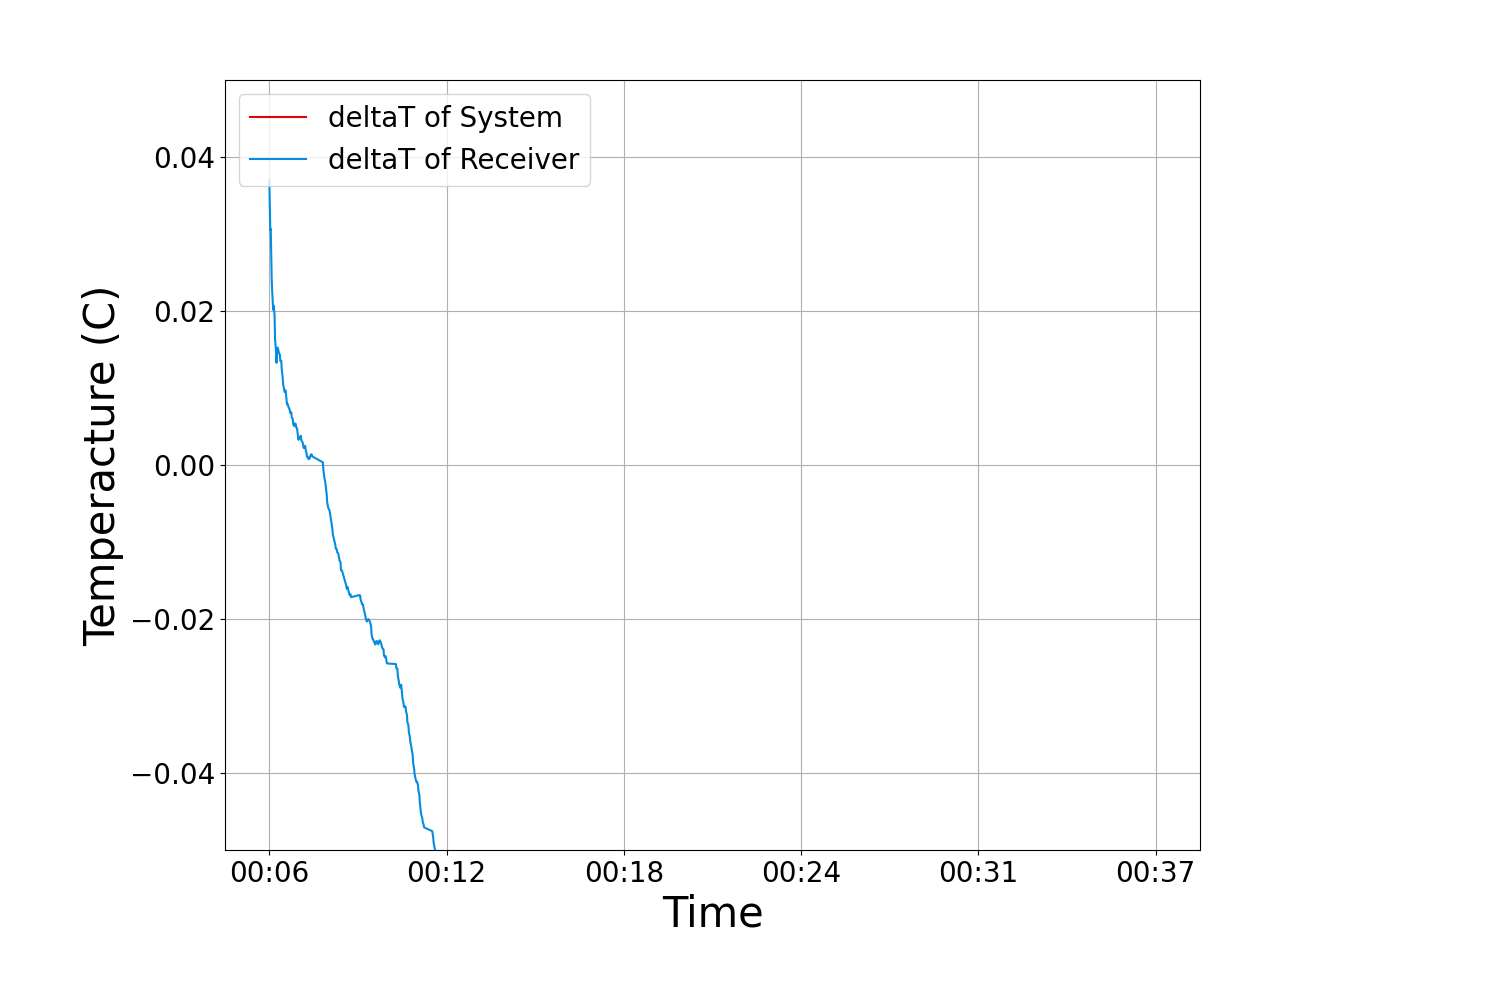 deltaT of System
deltaT of Receiver
0.04
0.02
0.00
−0.02
−0.04
Temperacture (C)
00:06 00:12 00:18 00:24 00:31 00:37
Time